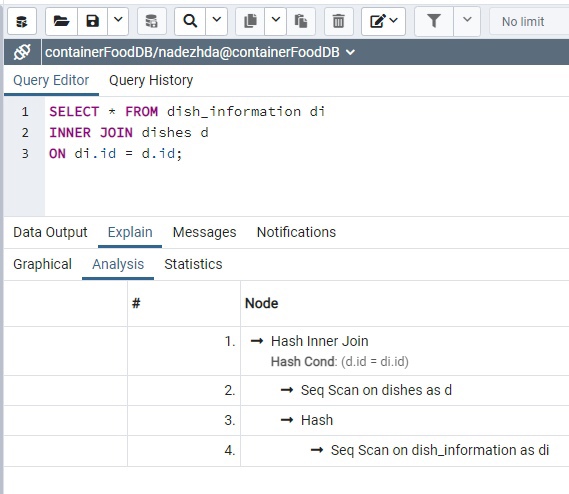 No limit
containerFoodDB/nadezhda@containerFoodDB
Query Editor Query History
1 SELECT * FROM dish_information di
2 INNER JOIN dishes d
3 ON di.id = d.id;
Data Output Explain Messages Notifications
Graphical Analysis Statistics
# Node
1. → Hash Inner Join
Hash Cond: (d.id = di.id)
2. → Seq Scan on dishes as d
3. → Hash
4. → Seq Scan on dish_information as di